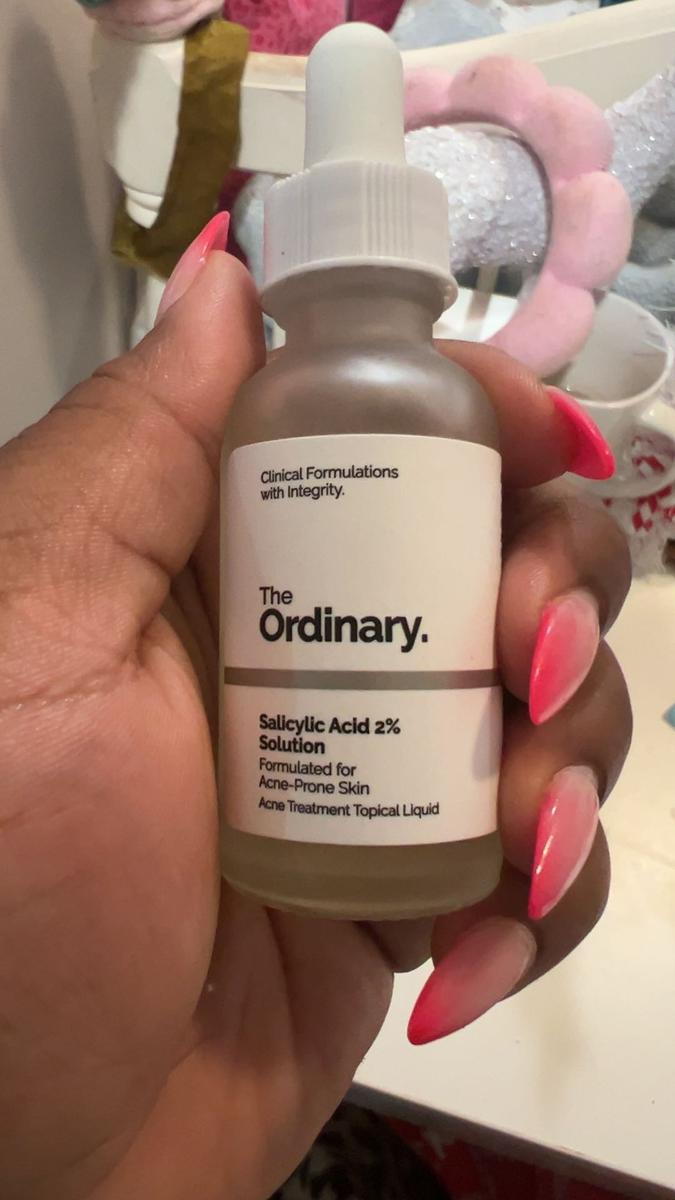 Clinical Formulations
with Integrity.
The
Ordinary.
Salicylic Acid 2%
Solution
Formulated for
Acne-Prone Skin
Acne Treatment Topical Liquid